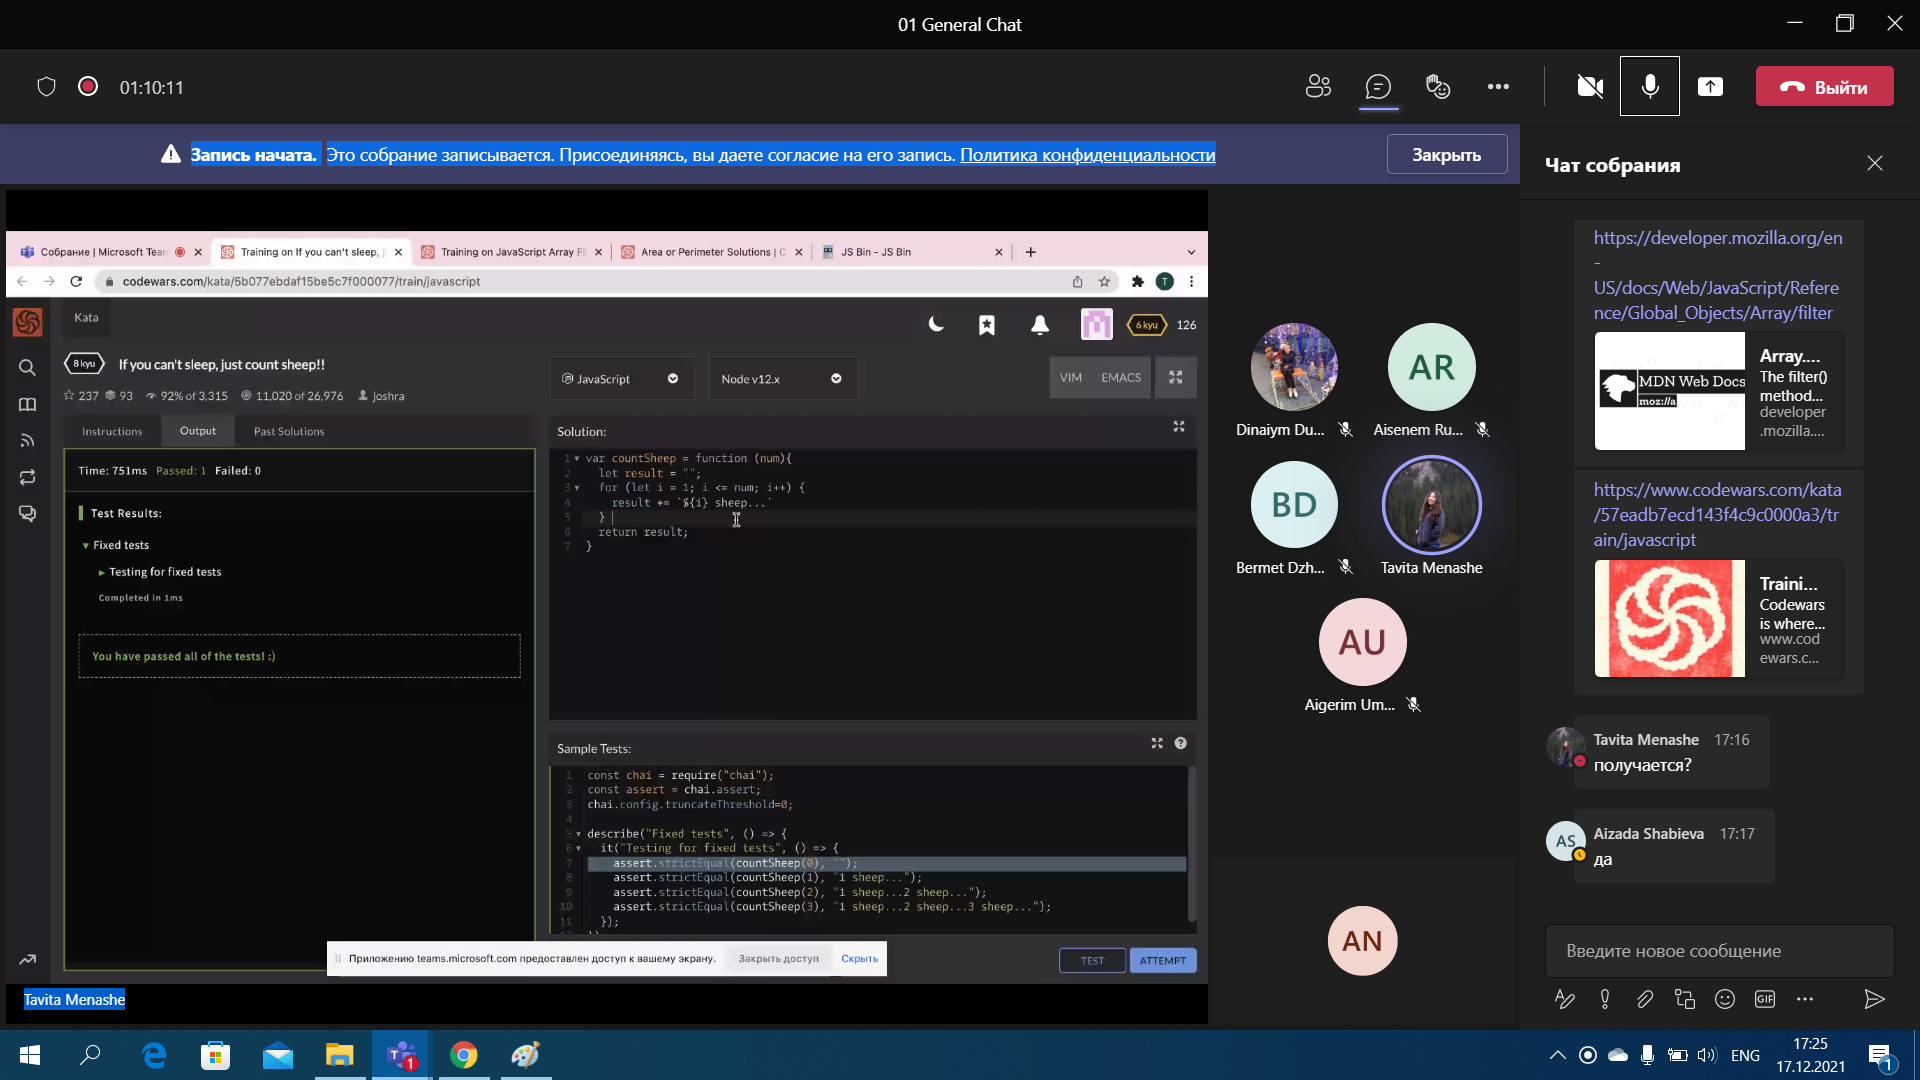 01 General Chat
01:10:11
Выйти
Запись начата. Это собрание записывается. Присоединяясь, вы даете согласие на его запись. Политика конфиденциальности
Закрыть
Собрание | Microsoft Tean
Training on If you can't sleep,
Training on JavaScript Array Fi
Area or Perimeter Solutions | C
JS Bin - JS Bin
codewars.com/kata/5b077ebdaf15be5c7f000077/train/javascript
T
Kata
6 kyu
126
8 kyu
If you can't sleep, just count sheep!!
237
93
92% of 3,315
11,020 of 26,976
joshra
JavaScript
Node v12.x
VIM
EMACS
Instructions
Output
Past Solutions
Time: 751ms Passed: 1 Failed: 0
Test Results:
Fixed tests
Testing for fixed tests
Completed in 1ms
You have passed all of the tests! :)
Solution:
1 var countSheep = function (num){
2 let result = "";
3 for (let i = 1; i <= num; i++) {
4 result += `${i} sheep...`
5 }
6 return result;
7 }
Sample Tests:
1 const chai = require("chai");
2 const assert = chai.assert;
3 chai.config.truncateThreshold=0;
4
5 describe("Fixed tests", () => {
6 it("Testing for fixed tests", () => {
7 assert.strictEqual(countSheep(0), "");
8 assert.strictEqual(countSheep(1), "1 sheep...");
9 assert.strictEqual(countSheep(2), "1 sheep...2 sheep...");
10 assert.strictEqual(countSheep(3), "1 sheep...2 sheep...3 sheep...");
11 });
TEST
ATTEMPT
Приложению teams.microsoft.com предоставлен доступ к вашему экрану.
Закрыть доступ
Скрыть
Tavita Menashe
Dinaiym Du...
AR
Aisenem Ru...
BD
Bermet Dzh...
Tavita Menashe
AU
Aigerim Um...
AN
Чат собрания
https://developer.mozilla.org/en
-
US/docs/Web/JavaScript/Refere
nce/Global_Objects/Array/filter
MDN Web Docs
moz://a
Array....
The filter()
method...
developer
.mozilla....
https://www.codewars.com/kata
/57eadb7ecd143f4c9c0000a3/tr
ain/javascript
Traini...
Codewars
is where...
www.cod
ewars.c...
Tavita Menashe 17:16
получается?
AS
Aizada Shabieva 17:17
да
Введите новое сообщение
GIF
1
ENG
17:25
17.12.2021
1